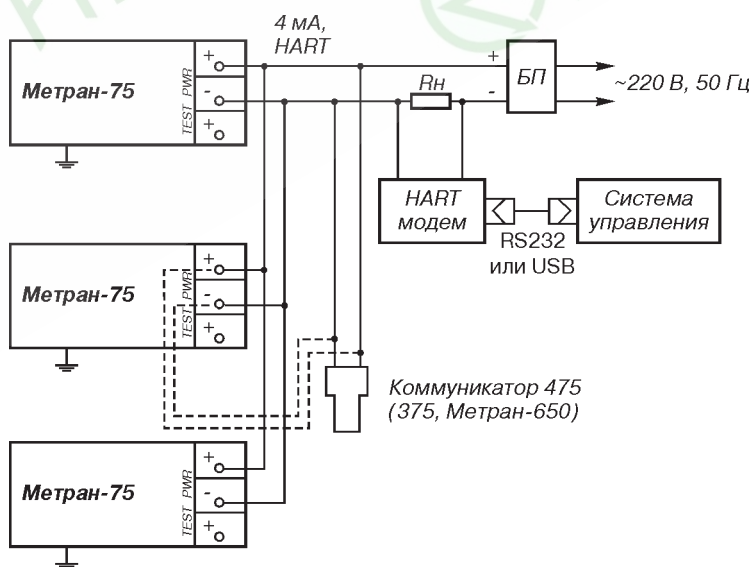 4 мА,
HART
Метран-75
TEST PWR
+
-
+
Rн
+
-
БП
~220 В, 50 Гц
HART
модем
RS232
или USB
Система
управления
Метран-75
TEST PWR
+
-
+
Коммуникатор 475
(375, Метран-650)
Метран-75
TEST PWR
+
-
+